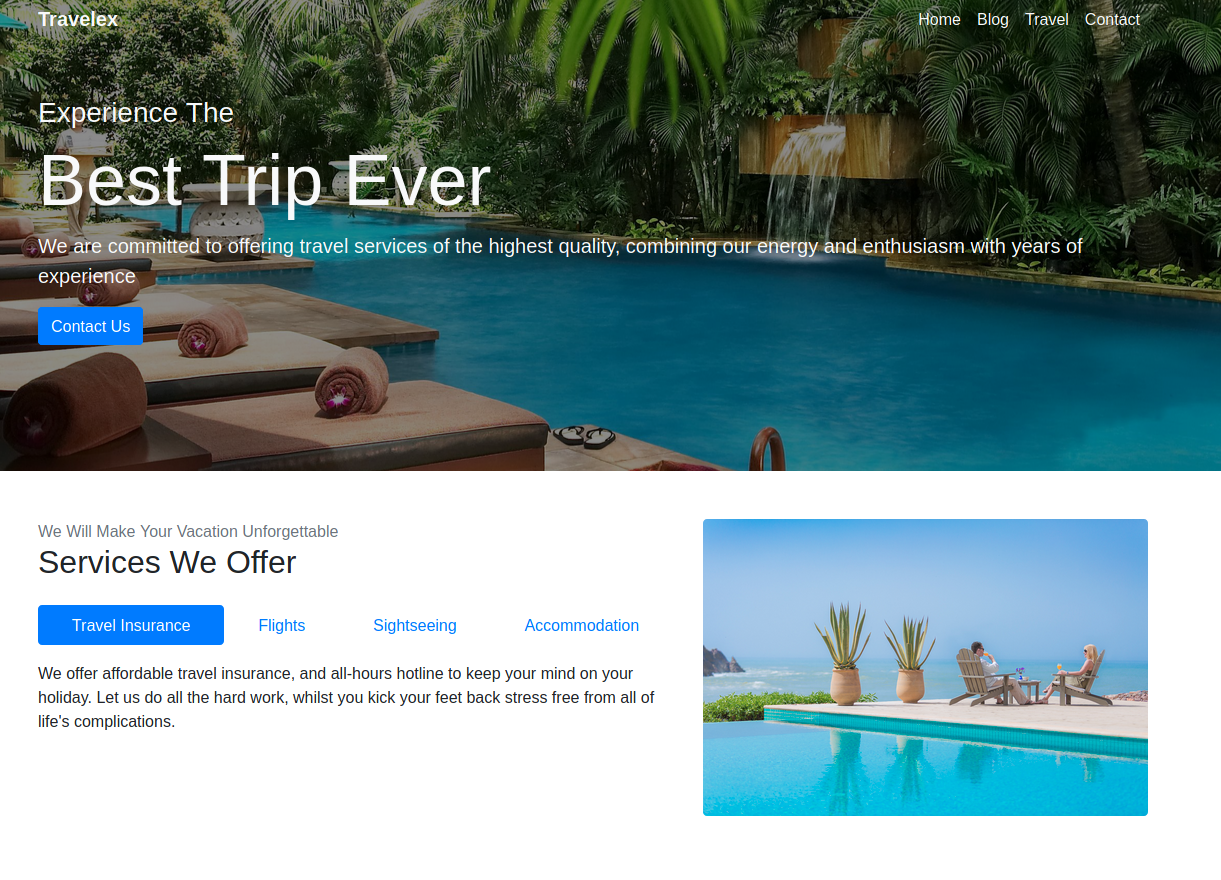 Travelex
Home Blog Travel Contact
Experience The
Best Trip Ever
We are committed to offering travel services of the highest quality, combining our energy and enthusiasm with years of
experience
Contact Us
We Will Make Your Vacation Unforgettable
Services We Offer
Travel Insurance Flights Sightseeing Accommodation
We offer affordable travel insurance, and all-hours hotline to keep your mind on your
holiday. Let us do all the hard work, whilst you kick your feet back stress free from all of
life's complications.